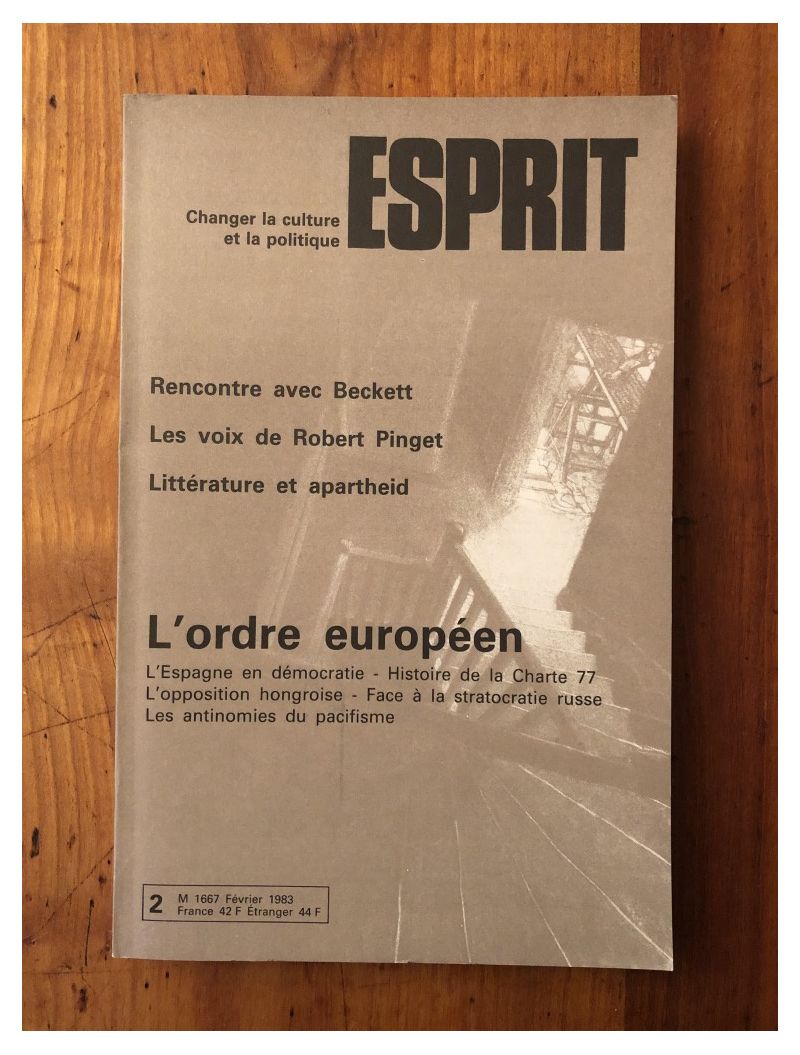 ESPRIT
Changer la culture
et la politique
Rencontre avec Beckett
Les voix de Robert Pinget
Littérature et apartheid
L'ordre européen
L'Espagne en démocratie - Histoire de la Charte 77
L'opposition hongroise - Face à la stratocratie russe
Les antinomies du pacifisme
2
M 1667 Février 1983
France 42 F Étranger 44 F